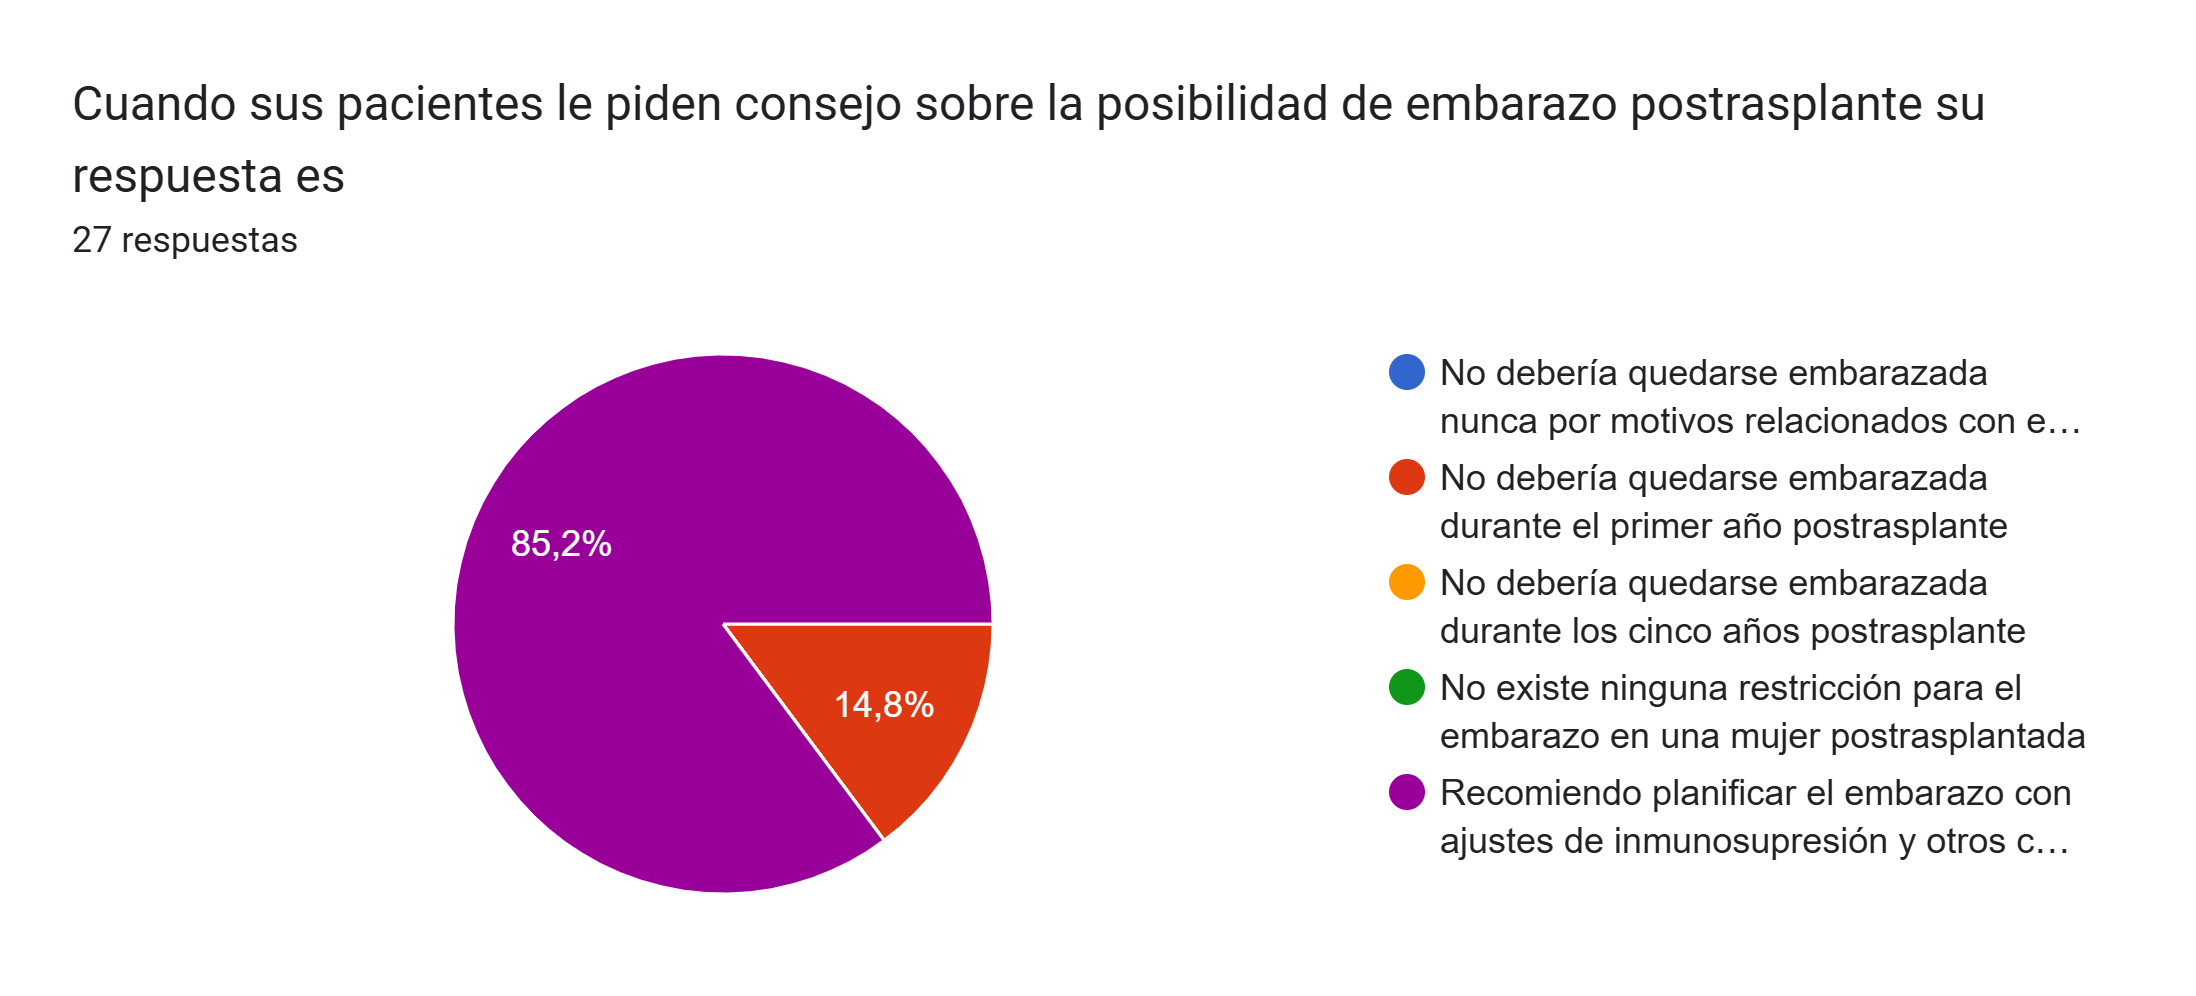 Cuando sus pacientes le piden consejo sobre la posibilidad de embarazo postrasplante su
respuesta es
27 respuestas
85,2%
14,8%
No debería quedarse embarazada
nunca por motivos relacionados con e…
No debería quedarse embarazada
durante el primer año postrasplante
No debería quedarse embarazada
durante los cinco años postrasplante
No existe ninguna restricción para el
embarazo en una mujer postrasplantada
Recomiendo planificar el embarazo con
ajustes de inmunosupresión y otros c…